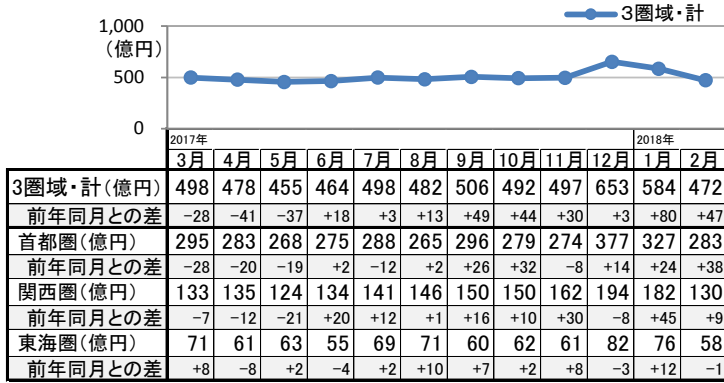 3圏域・計
1,000
(億円)
500
0
2017年 2018年
3月 4月 5月 6月 7月 8月 9月 10月 11月 12月 1月 2月
3圏域・計(億円) 498 478 455 464 498 482 506 492 497 653 584 472
前年同月との差 -28 -41 -37 +18 +3 +13 +49 +44 +30 +3 +80 +47
首都圏(億円) 295 283 268 275 288 265 296 279 274 377 327 283
前年同月との差 -28 -20 -19 +2 -12 +2 +26 +32 -8 +14 +24 +38
関西圏(億円) 133 135 124 134 141 146 150 150 162 194 182 130
前年同月との差 -7 -12 -21 +20 +12 +1 +16 +10 +30 -8 +45 +9
東海圏(億円) 71 61 63 55 69 71 60 62 61 82 76 58
前年同月との差 +8 -8 +2 -4 +2 +10 +7 +2 +8 -3 +12 -1